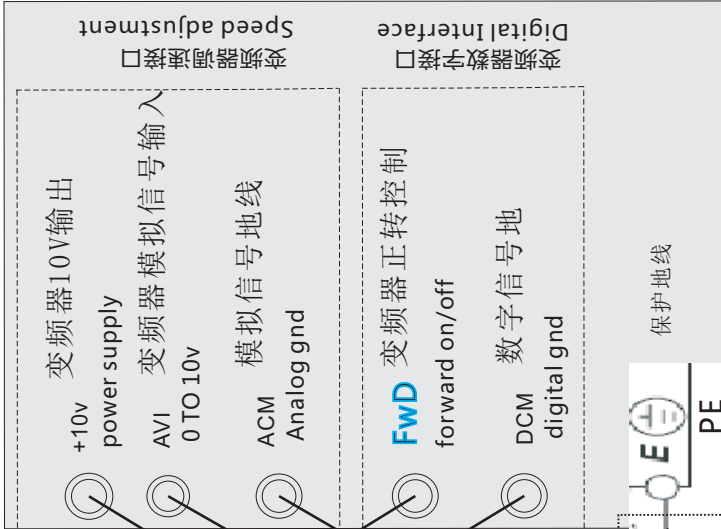 Speed adjustment
变频器调速接口
Digital Interface
变频器数字接口
变频器10V输出
+10v
power supply
变频器模拟信号输入
AVI
0 TO 10v
模拟信号地线
ACM
Analog gnd
变频器正转控制
FwD
forward on/off
数字信号地
DCM
digital gnd
保护地线
E
PE